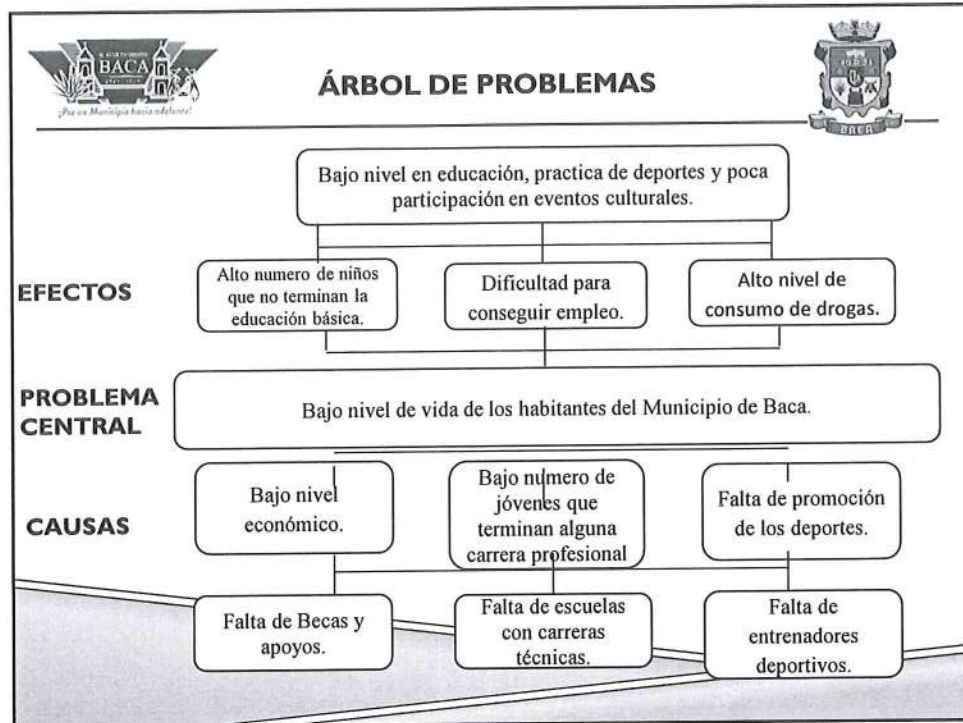 BACA
¡Por un Municipio hacia adelante!
ÁRBOL DE PROBLEMAS
BACA
Bajo nivel en educación, practica de deportes y poca
participación en eventos culturales.
EFECTOS
Alto numero de niños
que no terminan la
educación básica.
Dificultad para
conseguir empleo.
Alto nivel de
consumo de drogas.
PROBLEMA
CENTRAL
Bajo nivel de vida de los habitantes del Municipio de Baca.
CAUSAS
Bajo nivel
económico.
Bajo numero de
jóvenes que
terminan alguna
carrera profesional
Falta de promoción
de los deportes.
Falta de Becas y
apoyos.
Falta de escuelas
con carreras
técnicas.
Falta de
entrenadores
deportivos.